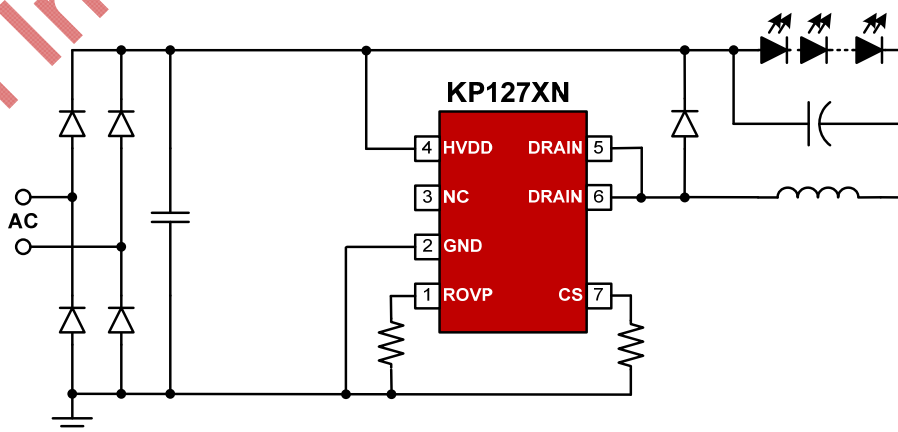 KP127XN
4 HVDD DRAIN 5
3 NC DRAIN 6
AC
2 GND
1 ROVP CS 7